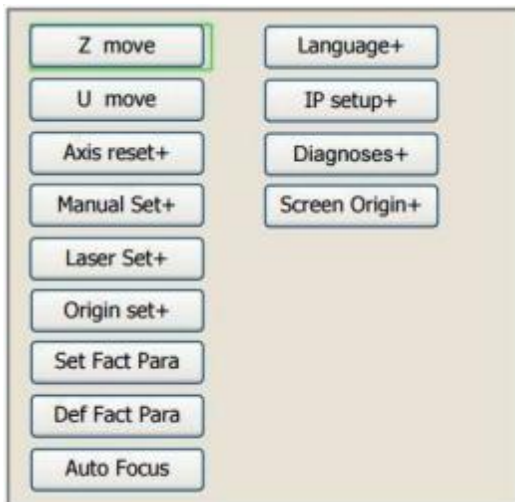 Z move
U move
Axis reset+
Manual Set+
Laser Set+
Origin set+
Set Fact Para
Def Fact Para
Auto Focus
Language+
IP setup+
Diagnoses+
Screen Origin+